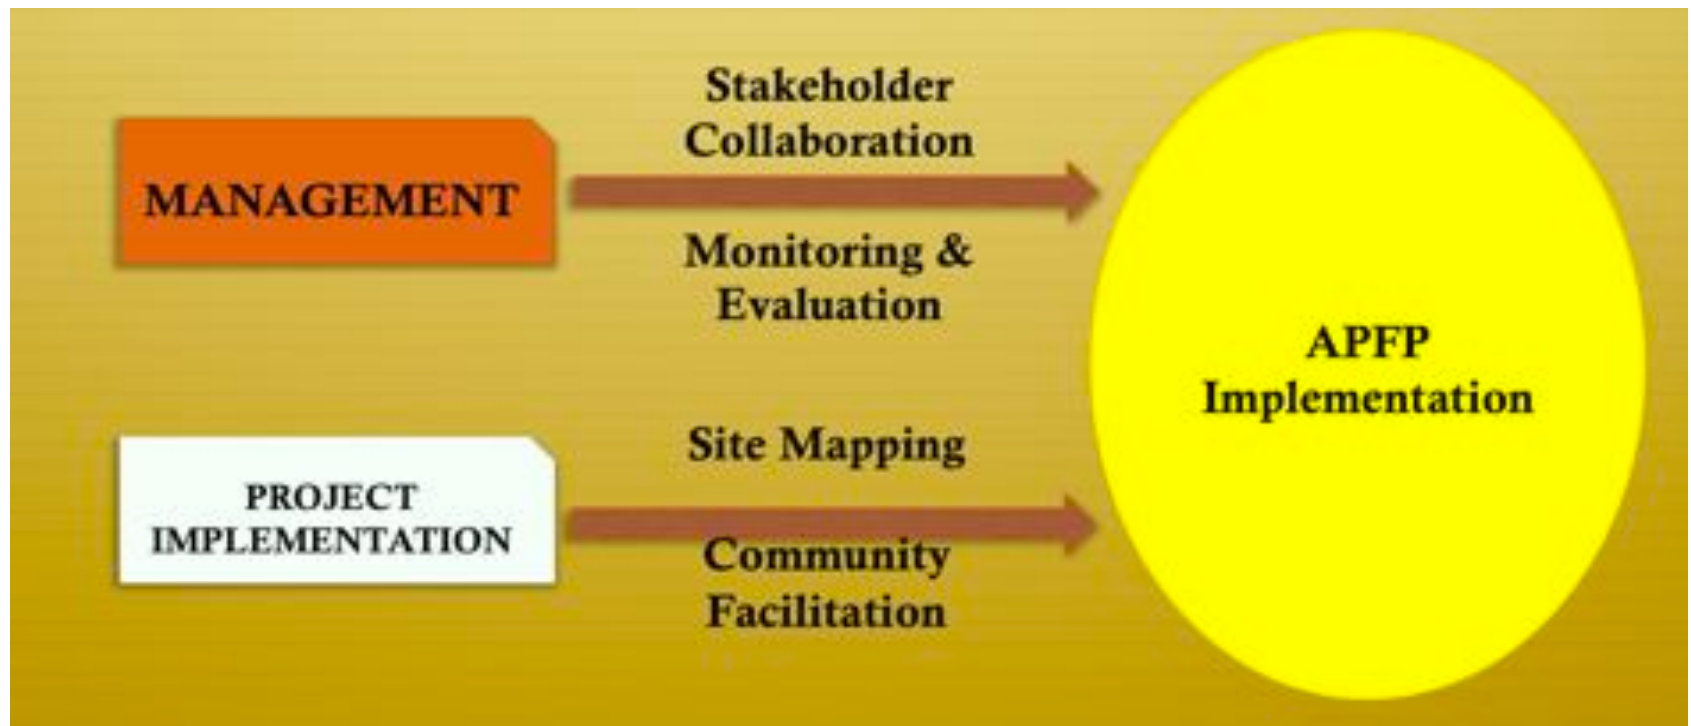 MANAGEMENT
Stakeholder
Collaboration
Monitoring &
Evaluation
PROJECT
IMPLEMENTATION
Site Mapping
Community
Facilitation
APFP
Implementation